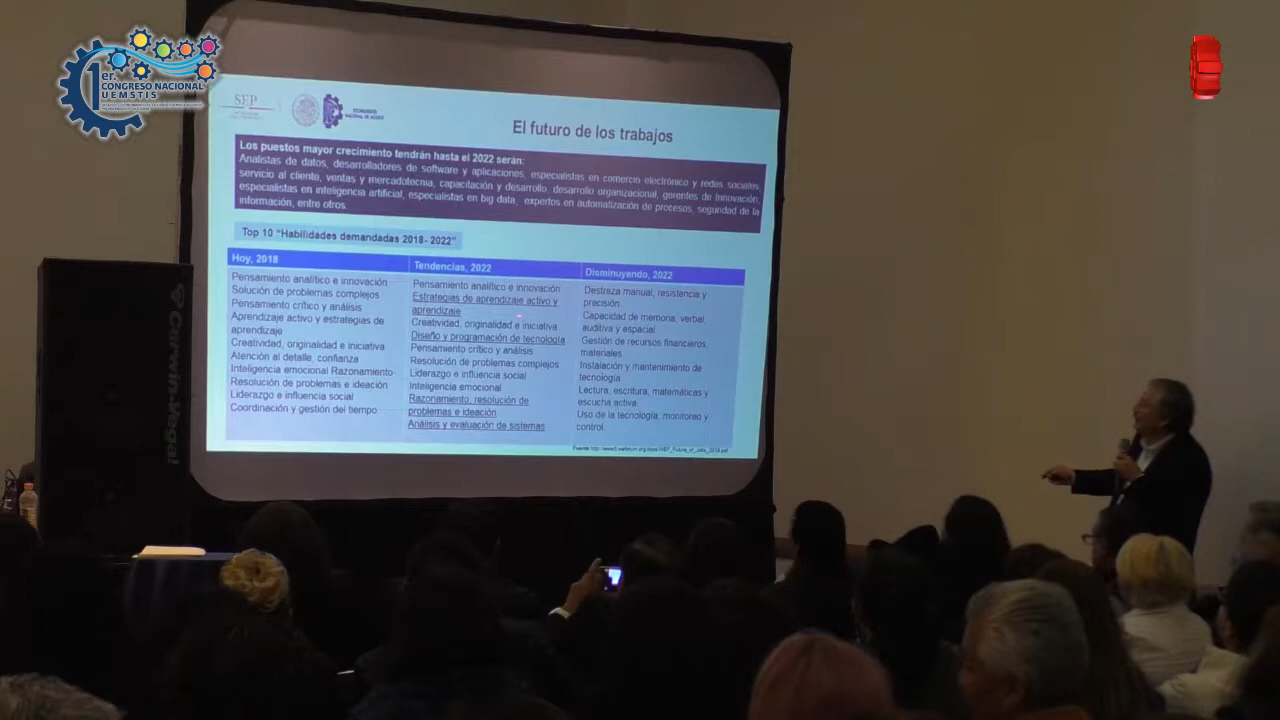 1er.
CONGRESO NACIONAL
UEMSTIS
SEP
TECNOLÓGICO
NACIONAL DE MÉXICO
El futuro de los trabajos
Los puestos mayor crecimiento tendrán hasta el 2022 serán:
Analistas de datos, desarrolladores de software y aplicaciones, especialistas en comercio electrónico y redes sociales,
servicio al cliente, ventas y mercadotecnia, capacitación y desarrollo, desarrollo organizacional, gerentes de Innovación,
especialistas en inteligencia artificial, especialistas en big data, expertos en automatización de procesos, seguridad de la
información, entre otros.
Top 10 “Habilidades demandadas 2018- 2022”
Hoy, 2018
Pensamiento analítico e innovación
Solución de problemas complejos
Pensamiento crítico y análisis
Aprendizaje activo y estrategias de
aprendizaje
Creatividad, originalidad e iniciativa
Atención al detalle, confianza
Inteligencia emocional Razonamiento-
Resolución de problemas e ideación
Liderazgo e influencia social
Coordinación y gestión del tiempo
Tendencias, 2022
Pensamiento analítico e innovación
Estrategias de aprendizaje activo y
aprendizaje
Creatividad, originalidad e iniciativa
Diseño y programación de tecnología
Pensamiento crítico y análisis
Resolución de problemas complejos
Liderazgo e influencia social
Inteligencia emocional
Razonamiento, resolución de
problemas e ideación
Análisis y evaluación de sistemas
Disminuyendo, 2022
Destreza manual, resistencia y
precisión
Capacidad de memoria, verbal,
auditiva y espacial.
Gestión de recursos financieros,
materiales.
Instalación y mantenimiento de
tecnología
Lectura, escritura, matemáticas y
escucha activa.
Uso de la tecnología, monitoreo y
control.
Cerwin-Vega!